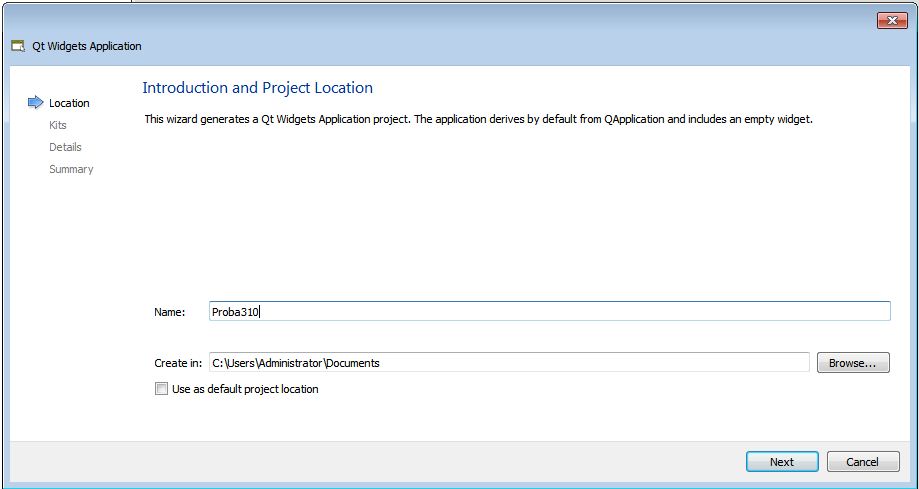 Qt Widgets Application
Location
Kits
Details
Summary
Introduction and Project Location
This wizard generates a Qt Widgets Application project. The application derives by default from QApplication and includes an empty widget.
Name: Proba310
Create in: C:\Users\Administrator\Documents Browse...
Use as default project location
Next Cancel